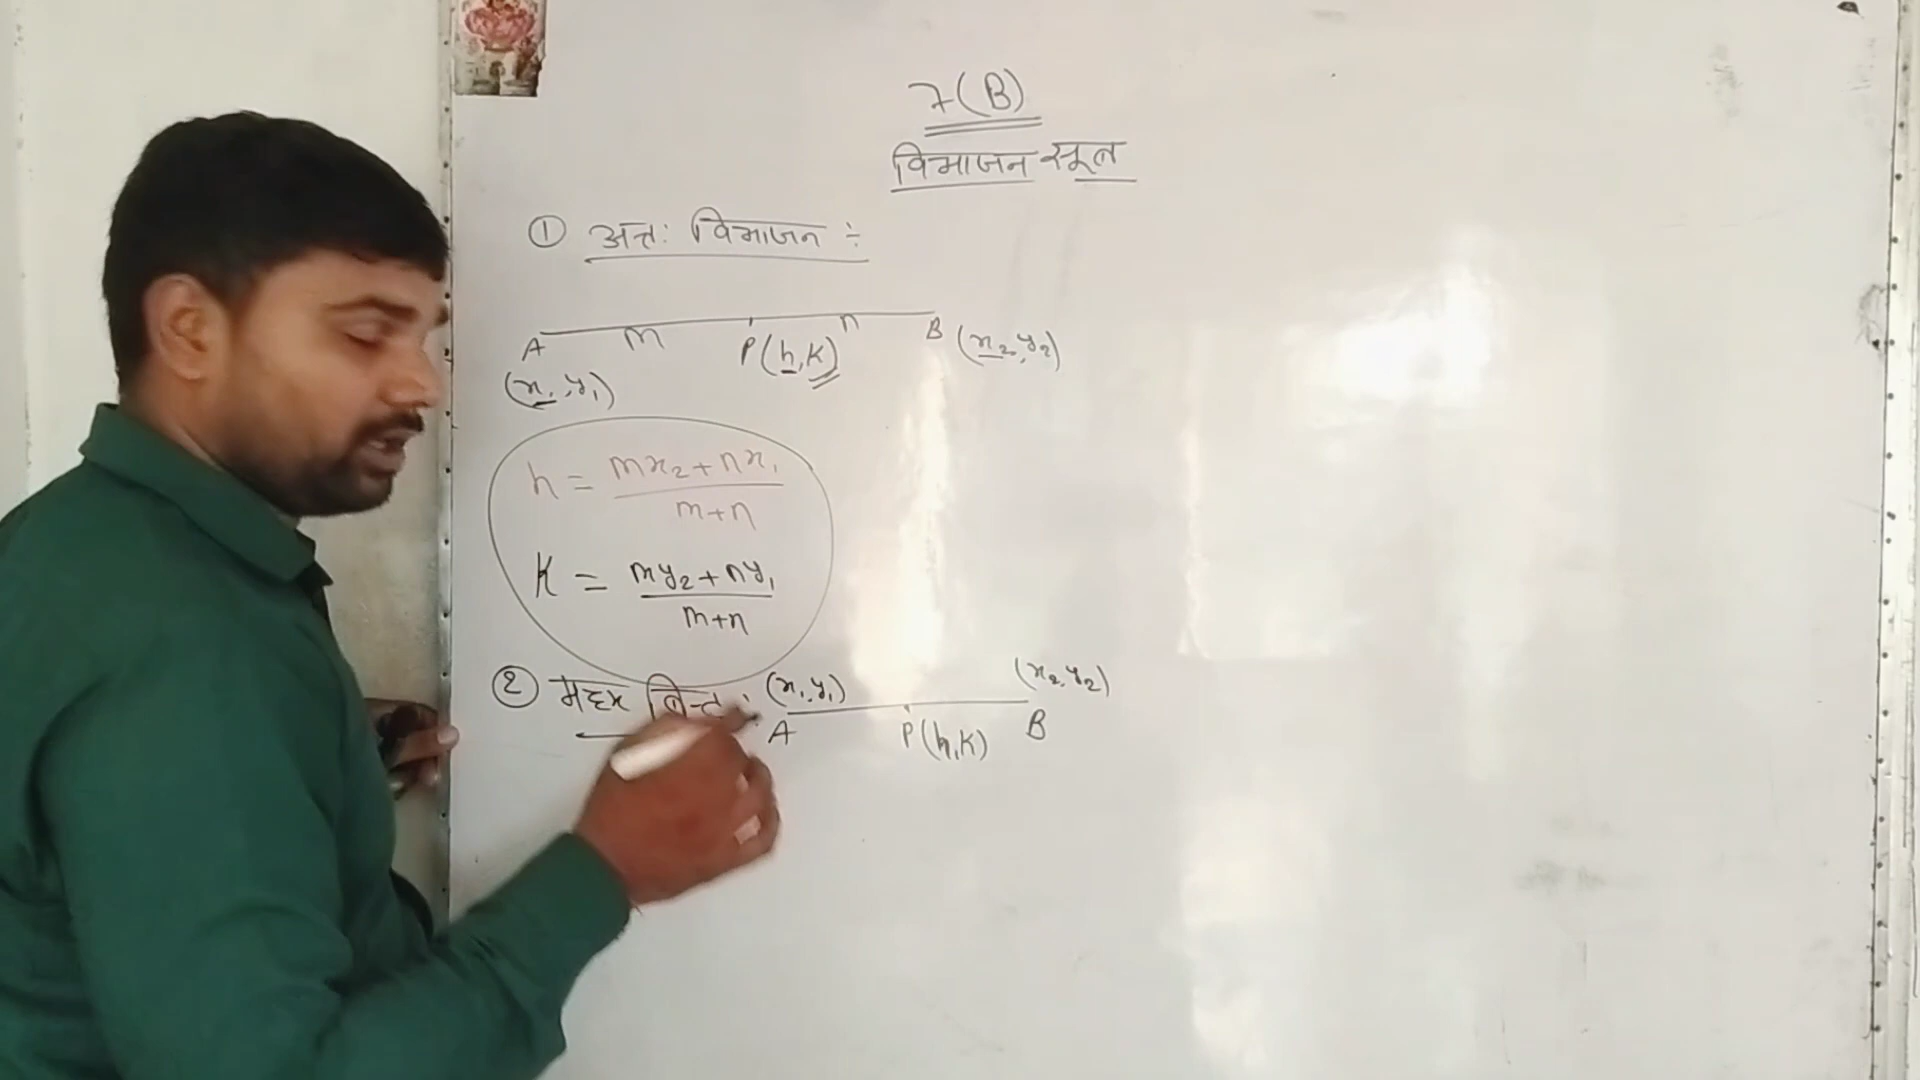 7(B)
विभाजन सूत्र
① अन्तः विभाजन ÷
m n
A P(h,K) B (x₂,y₂)
(x₁,y₁)
h = mx₂+nx₁
m+n
K = my₂+ny₁
m+n
② मध्य बिन्दु : (x₁,y₁) (x₂,y₂)
A P(h,K) B